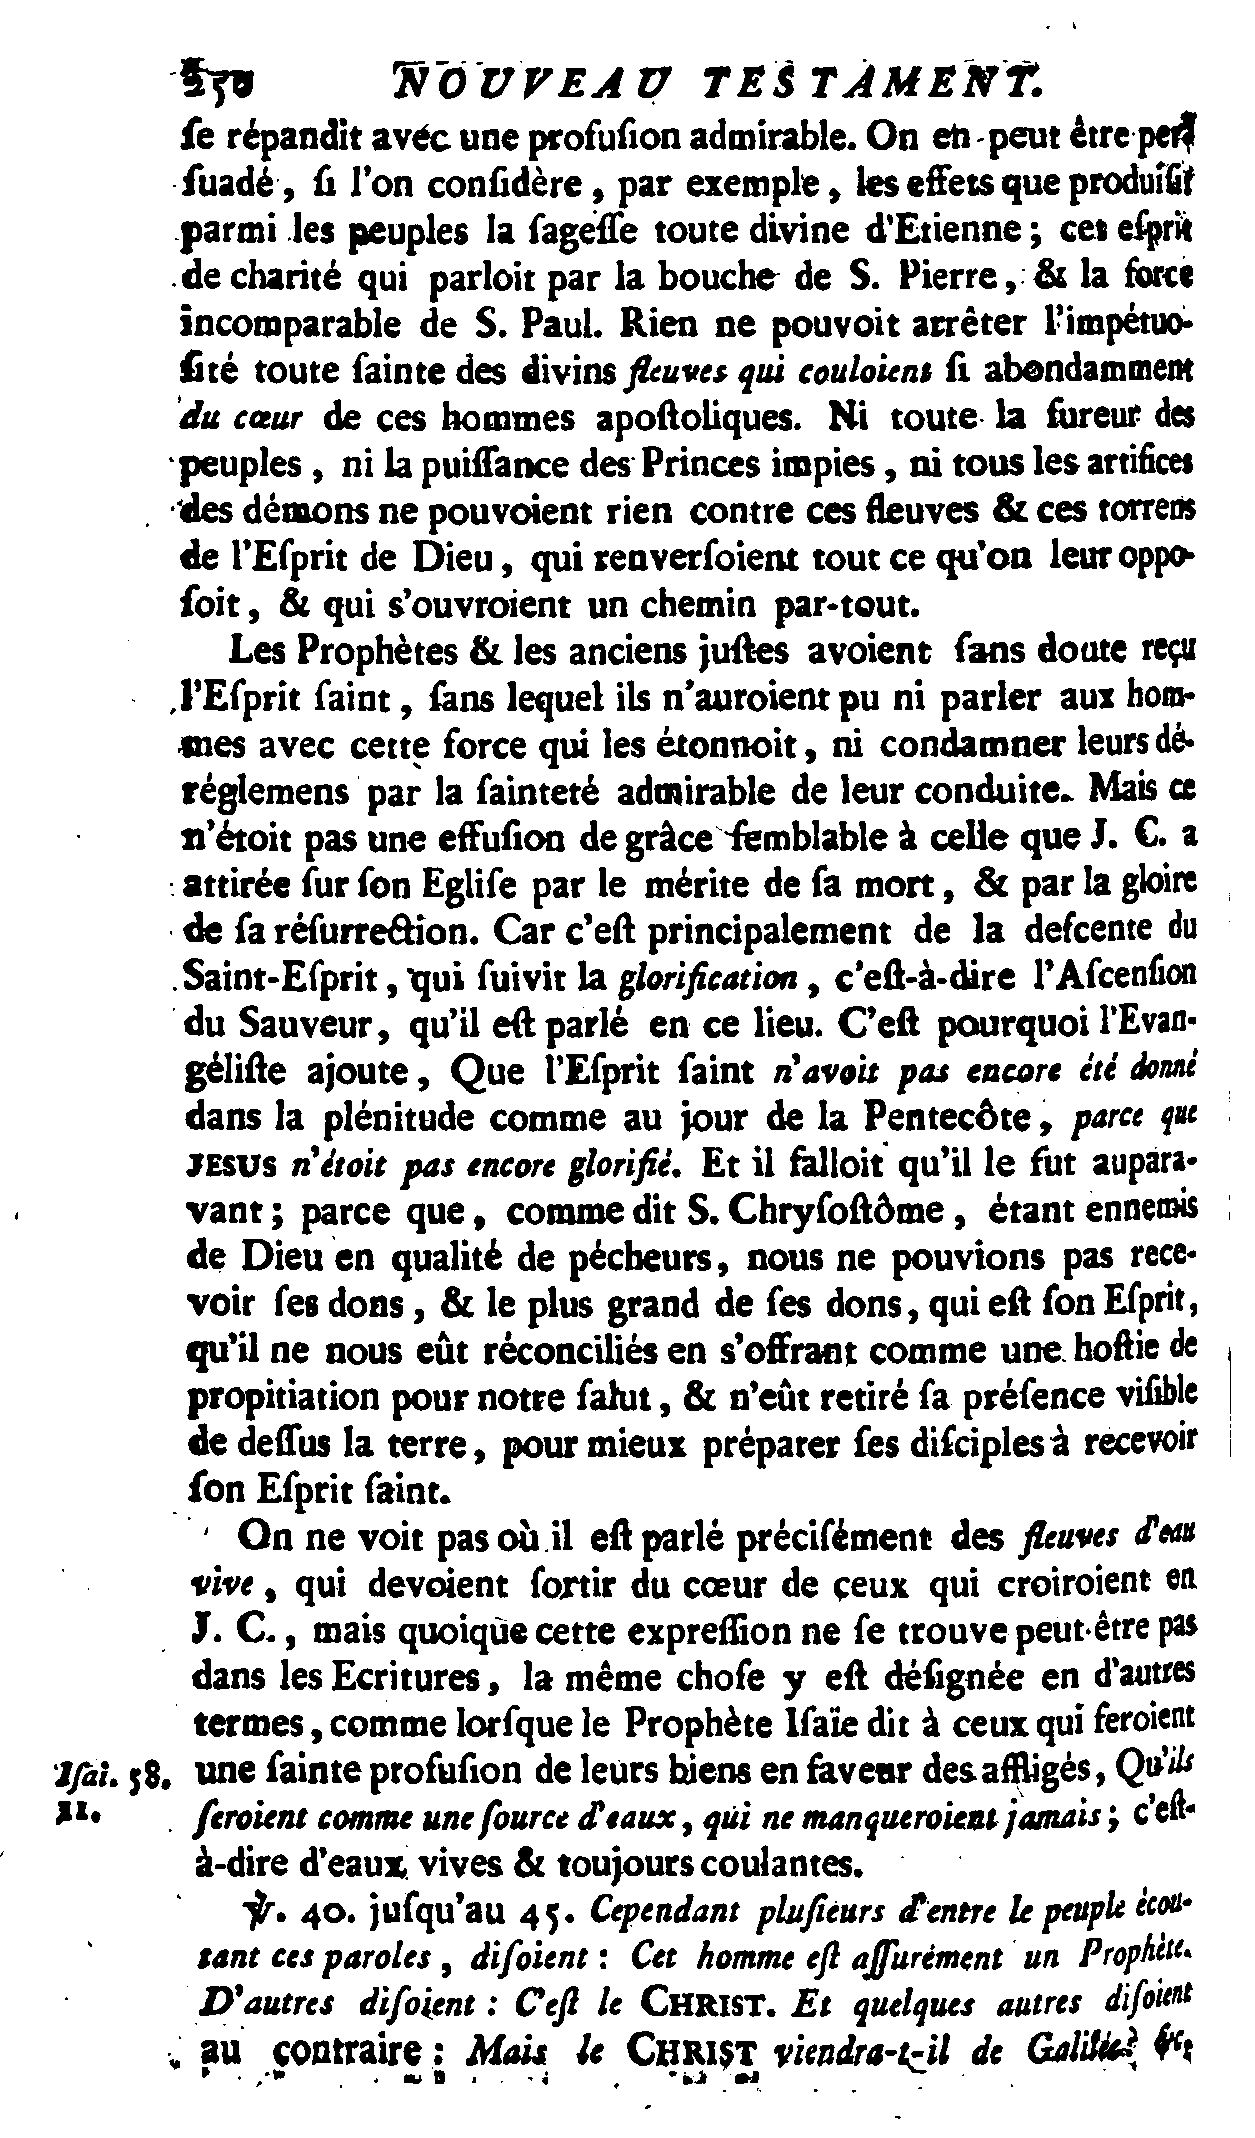 250 NOUVEAU TESTAMENT.
ſe répandit avéc une profuſion admirable. On en peut être perſ-
ſuadé, ſi l'on conſidère, par exemple, les effets que produiſit
parmi les peuples la ſageſſe toute divine d'Etienne; cet eſprit
de charité qui parloit par la bouche de S. Pierre, & la force
incomparable de S. Paul. Rien ne pouvoit arrêter l'impétuo-
ſité toute ſainte des divins fleuves qui couloient ſi abondamment
du cœur de ces hommes apoſtoliques. Ni toute la fureur des
peuples, ni la puiſſance des Princes impies, ni tous les artifices
des démons ne pouvoient rien contre ces fleuves & ces torrens
de l'Eſprit de Dieu, qui renverſoient tout ce qu'on leur oppo-
ſoit, & qui s'ouvroient un chemin par-tout.
Les Prophètes & les anciens juſtes avoient ſans doute reçu
l'Eſprit ſaint, ſans lequel ils n'auroient pu ni parler aux hom-
mes avec cette force qui les étonnoit, ni condamner leurs dé-
réglemens par la ſainteté admirable de leur conduite. Mais ce
n'étoit pas une effuſion de grâce ſemblable à celle que J. C. a
attirée ſur ſon Egliſe par le mérite de ſa mort, & par la gloire
de ſa réſurrection. Car c'eſt principalement de la deſcente du
Saint-Eſprit, qui ſuivit la glorification, c'eſt-à-dire l'Aſcenſion
du Sauveur, qu'il eſt parlé en ce lieu. C'eſt pourquoi l'Evan-
géliſte ajoute, Que l'Eſprit ſaint n'avoit pas encore été donné
dans la plénitude comme au jour de la Pentecôte, parce que
JESUS n'étoit pas encore glorifié. Et il falloit qu'il le fut aupara-
vant; parce que, comme dit S. Chryſoſtôme, étant ennemis
de Dieu en qualité de pécheurs, nous ne pouvions pas rece-
voir ſes dons, & le plus grand de ſes dons, qui eſt ſon Eſprit,
qu'il ne nous eût réconciliés en s'offrant comme une hoſtie de
propitiation pour notre ſalut, & n'eût retiré ſa préſence viſible
de deſſus la terre, pour mieux préparer ſes diſciples à recevoir
ſon Eſprit ſaint.
On ne voit pas où il eſt parlé préciſément des fleuves d'eau
vive, qui devoient ſortir du cœur de ceux qui croiroient en
J. C., mais quoique cette expreſſion ne ſe trouve peut-être pas
dans les Ecritures, la même choſe y eſt déſignée en d'autres
termes, comme lorſque le Prophète Iſaïe dit à ceux qui feroient
Iſai. 58. une ſainte profuſion de leurs biens en faveur des affligés, Qu'ils
11. ſeroient comme une ſource d'eaux, qui ne manqueroient jamais; c'eſt-
à-dire d'eaux vives & toujours coulantes.
℣. 40. juſqu'au 45. Cependant pluſieurs d'entre le peuple écou-
tant ces paroles, diſoient: Cet homme eſt aſſurément un Prophète.
D'autres diſoient: C'eſt le CHRIST. Et quelques autres diſoient
au contraire: Mais le CHRIST viendra-t-il de Galilée? &c.